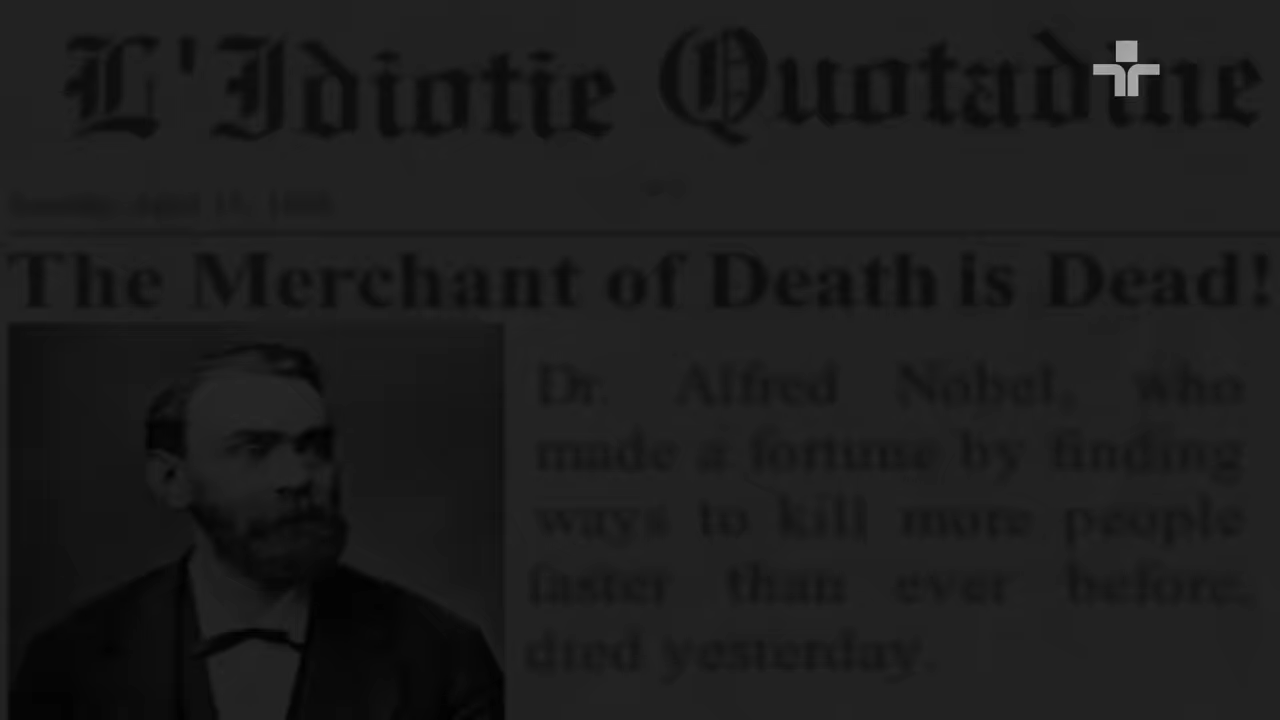 L'Idiotie Quotadine
The Merchant of Death is Dead!
Dr. Alfred Nobel, who
made a fortune by finding
ways to kill more people
faster than ever before,
died yesterday.